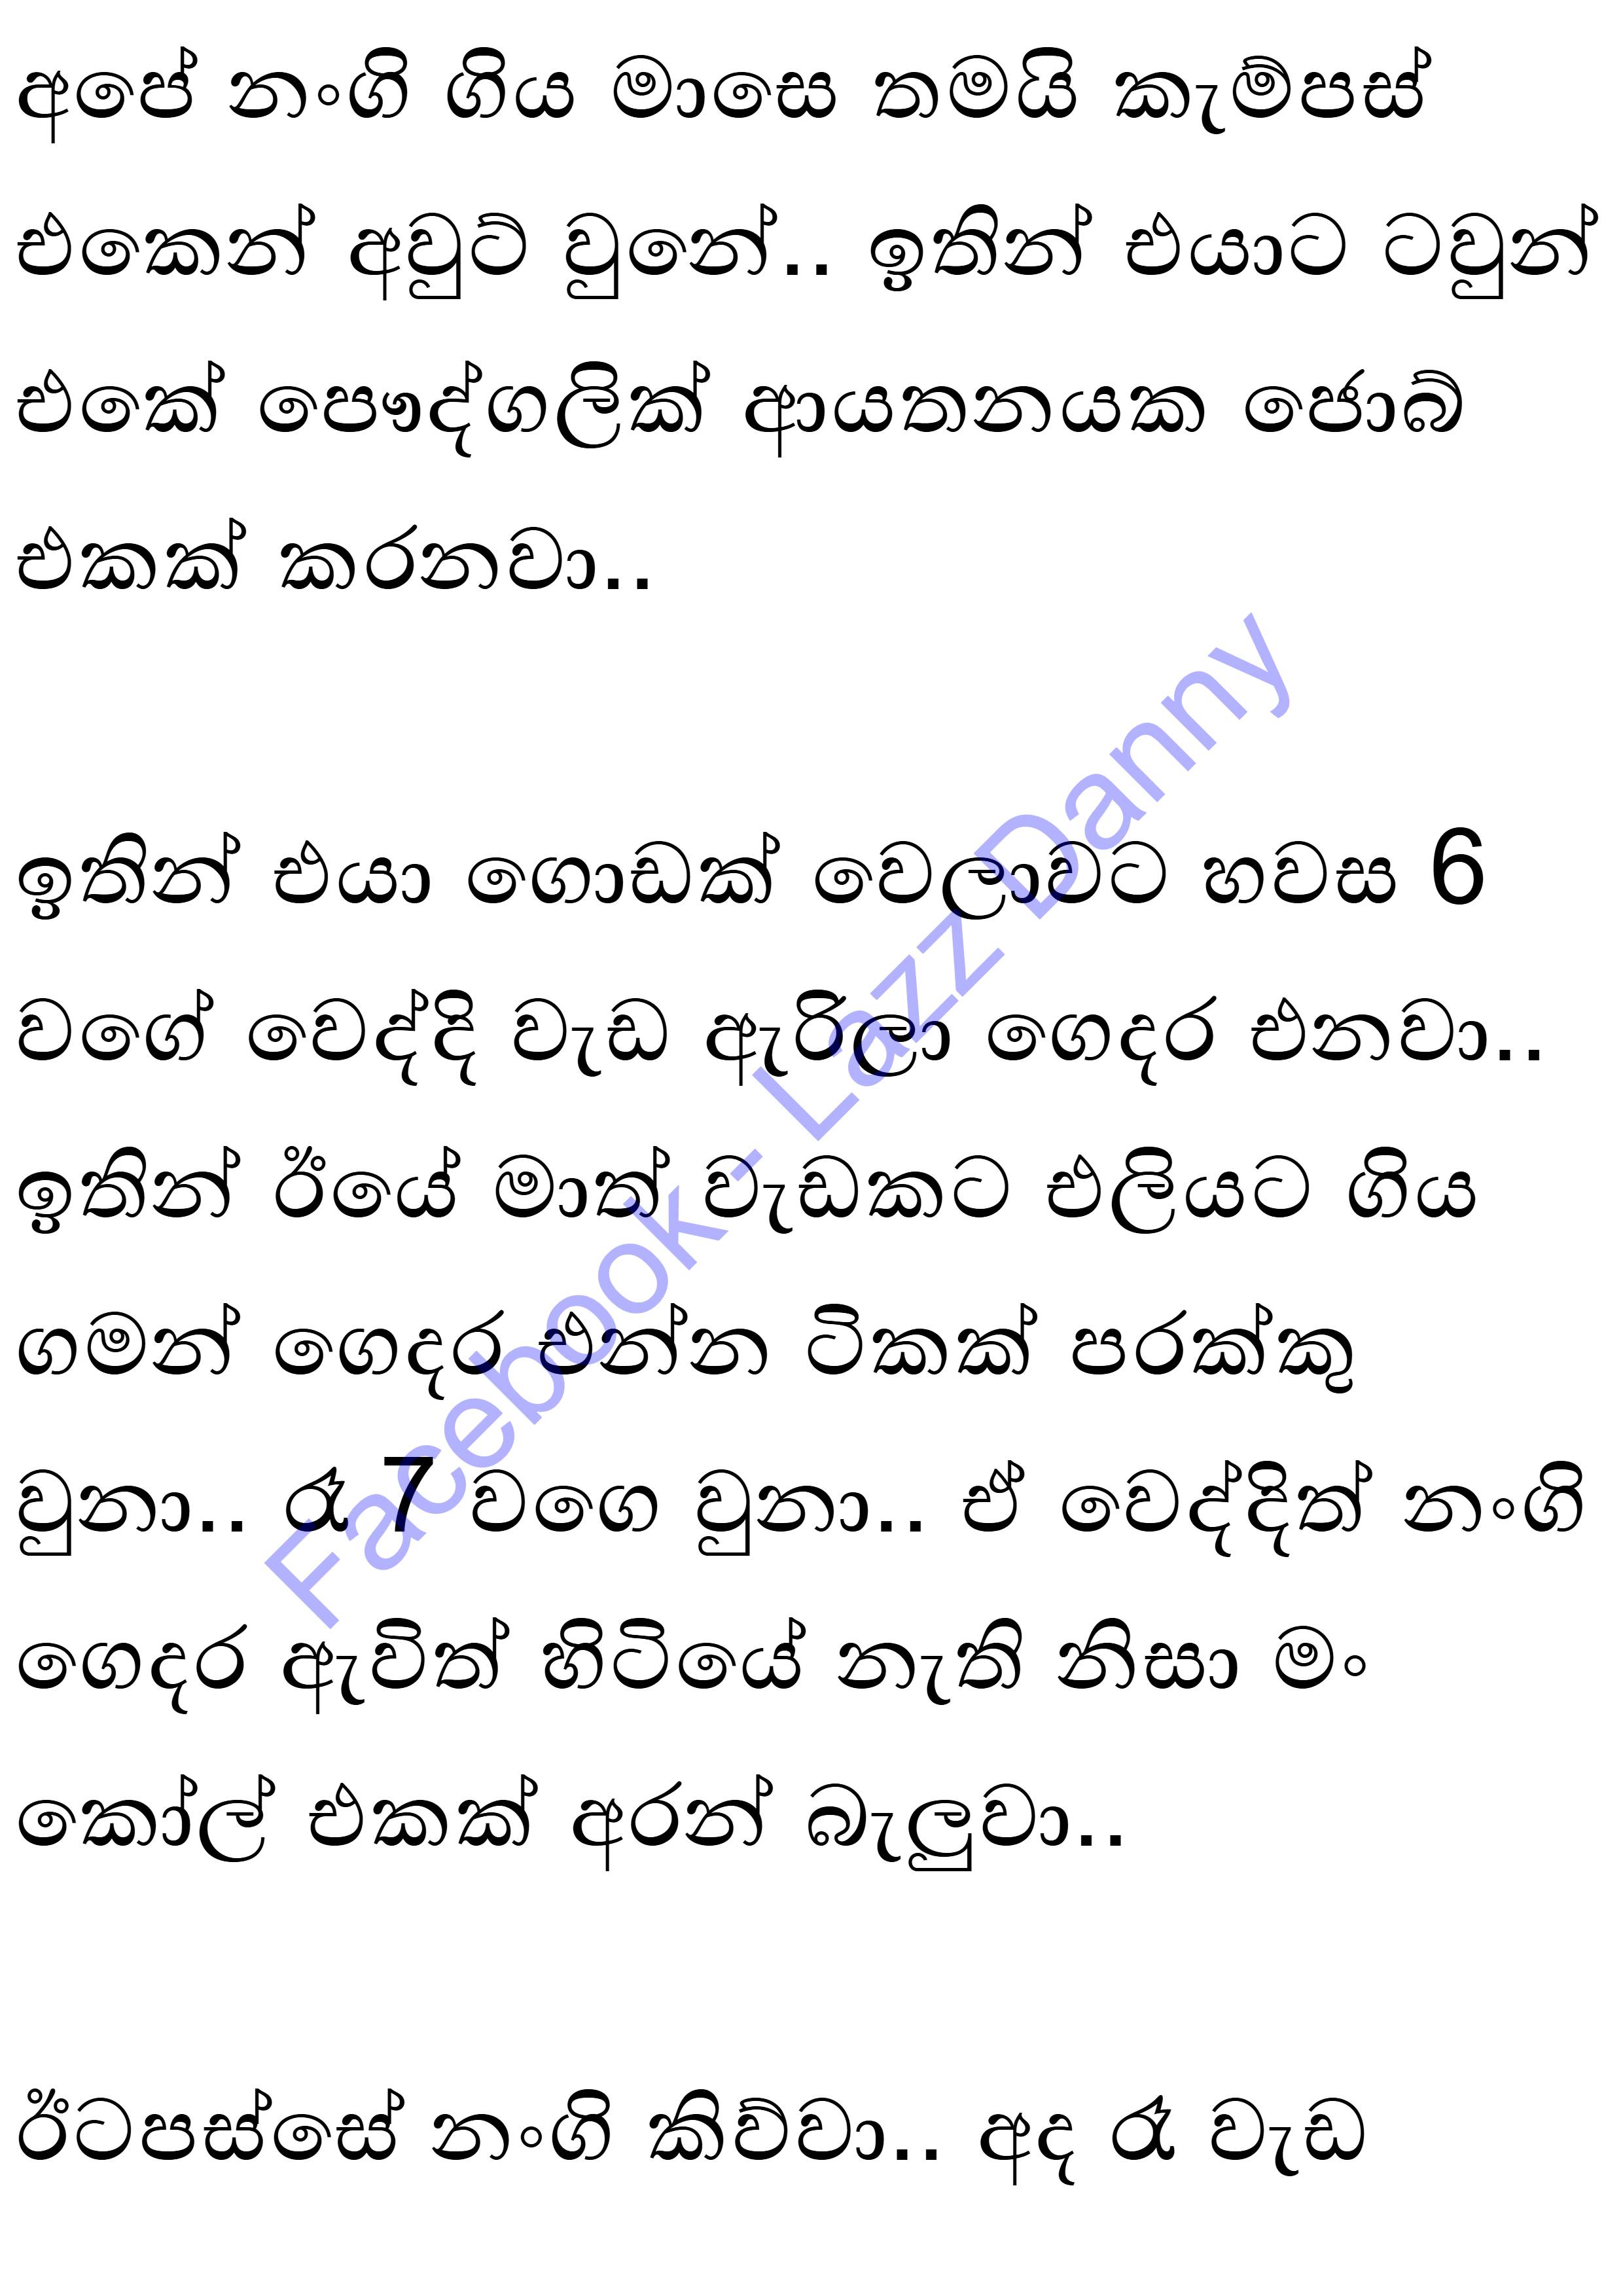 අපේ නංගි ගිය මාසෙ තමයි කැම්පස්
එකෙන් අවුට් වුනේ.. ඉතින් එයාට ටවුන්
එකේ පෞද්ගලික් ආයතනයක ජොබ්
එකක් කරනවා..
ඉතින් එයා ගොඩක් වෙලාවට හවස 6
වගේ වෙද්දි වැඩ ඇරිලා ගෙදර එනවා..
ඉතින් ඊයේ මාත් වැඩකට එලියට ගිය
ගමන් ගෙදර එන්න ටිකක් පරක්කු
වුනා.. රෑ 7 වගෙ වුනා.. ඒ වෙද්දිත් නංගි
ගෙදර ඇවිත් හිටියේ නැති නිසා මං
කෝල් එකක් අරන් බැලුවා..
ඊටපස්සේ නංගි කිව්වා.. අද රෑ වැඩ
Facebook - Lazz Danny